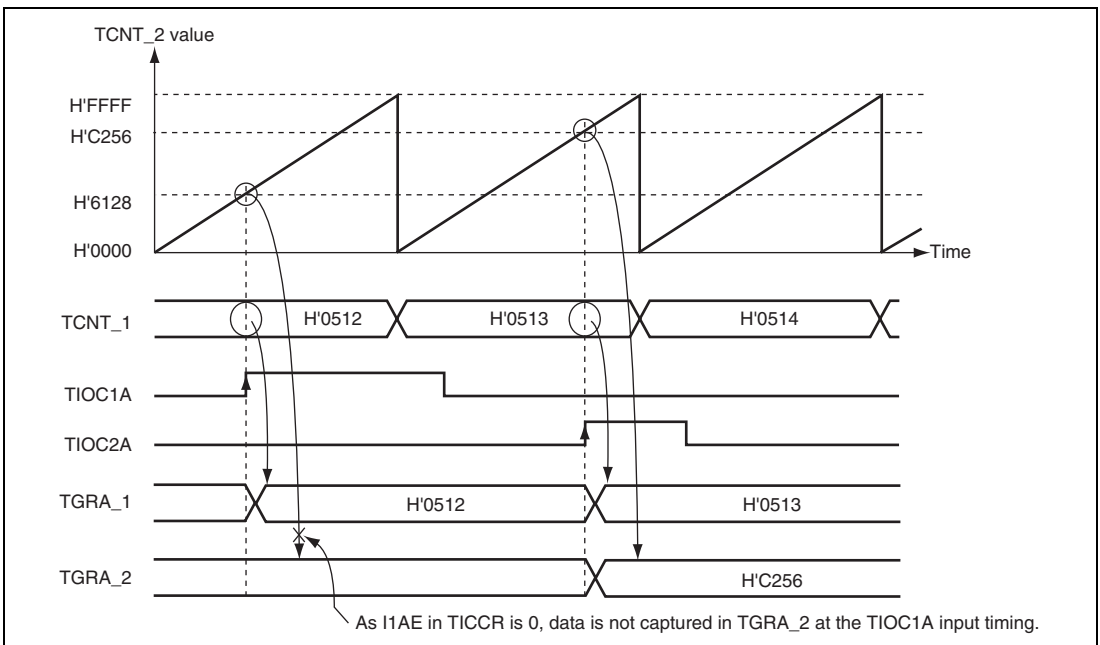 TCNT_2 value
H'FFFF
H'C256
H'6128
H'0000
Time
TCNT_1
H'0512
H'0513
H'0514
TIOC1A
TIOC2A
TGRA_1
H'0512
H'0513
TGRA_2
H'C256
As I1AE in TICCR is 0, data is not captured in TGRA_2 at the TIOC1A input timing.